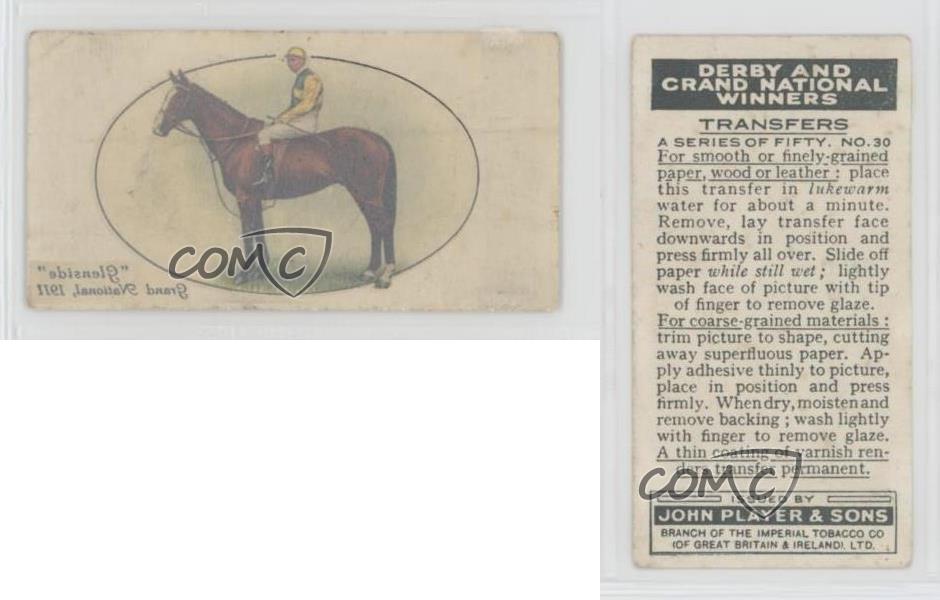 "Glenside"
Grand National, 1911
COMC
DERBY AND
GRAND NATIONAL
WINNERS
TRANSFERS
A SERIES OF FIFTY. NO.30
For smooth or finely-grained
paper, wood or leather : place
this transfer in lukewarm
water for about a minute.
Remove, lay transfer face
downwards in position and
press firmly all over. Slide off
paper while still wet ; lightly
wash face of picture with tip
of finger to remove glaze.
For coarse-grained materials :
trim picture to shape, cutting
away superfluous paper. Ap-
ply adhesive thinly to picture,
place in position and press
firmly. When dry, moisten and
remove backing ; wash lightly
with finger to remove glaze.
A thin coating of varnish ren-
ders transfer permanent.
COMC
ISSUED BY
JOHN PLAYER & SONS
BRANCH OF THE IMPERIAL TOBACCO CO
(OF GREAT BRITAIN & IRELAND), LTD.